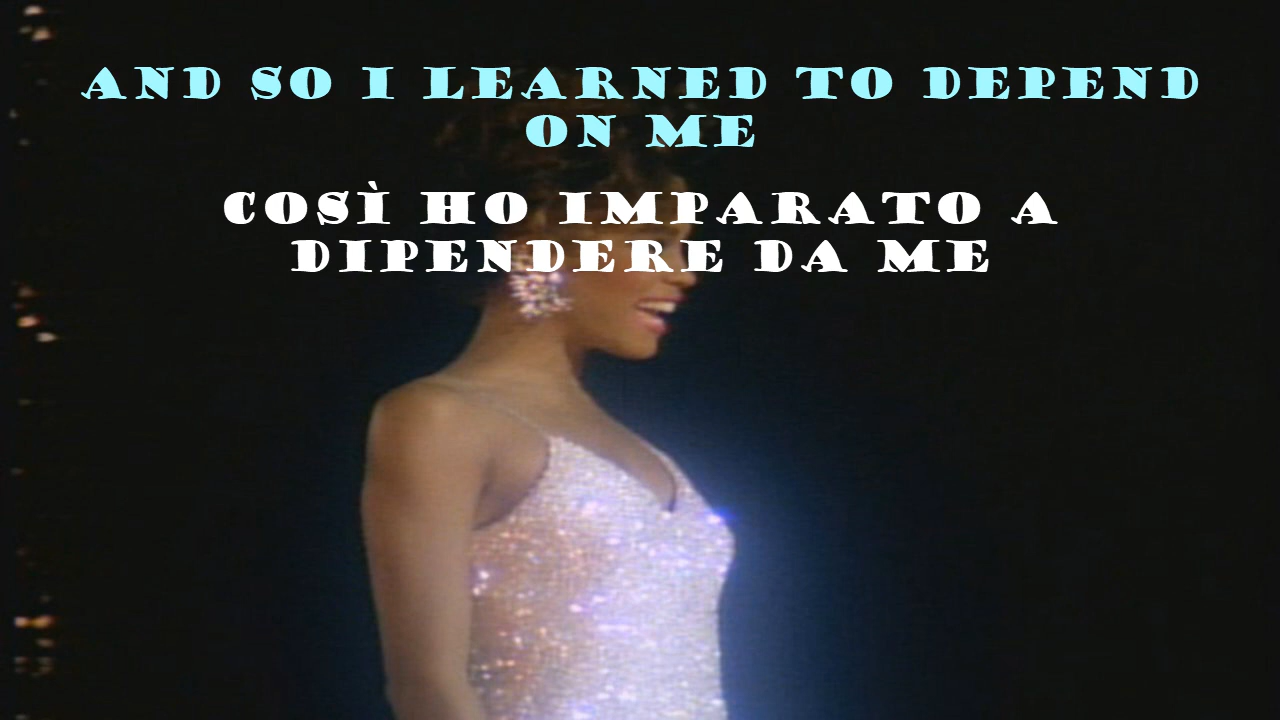 AND SO I LEARNED TO DEPEND
ON ME
COSÌ HO IMPARATO A
DIPENDERE DA ME